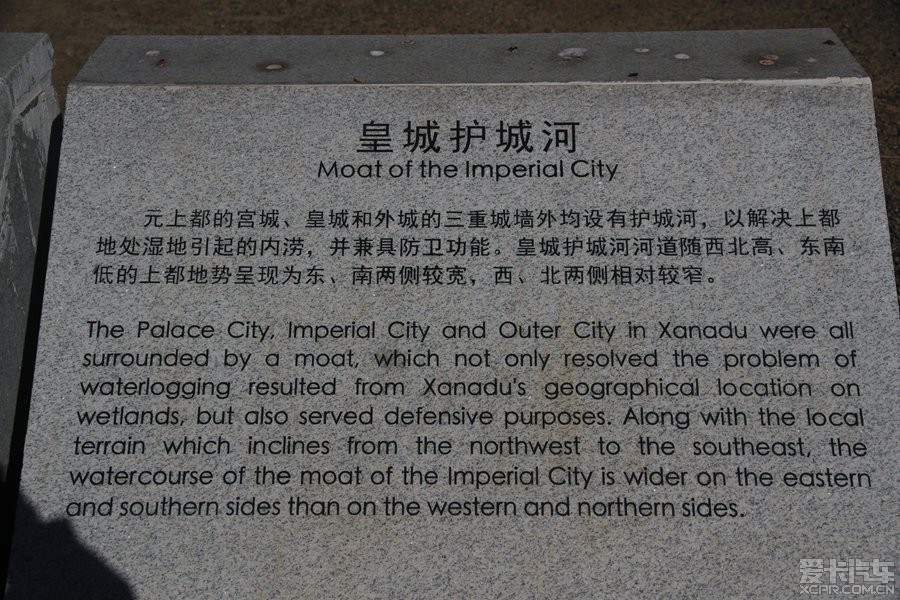 皇城护城河
Moat of the Imperial City
元上都的宫城、皇城和外城的三重城墙外均设有护城河，以解决上都
地处湿地引起的内涝，并兼具防卫功能。皇城护城河河道随西北高、东南
低的上都地势呈现为东、南两侧较宽，西、北两侧相对较窄。
The Palace City, Imperial City and Outer City in Xanadu were all
surrounded by a moat, which not only resolved the problem of
waterlogging resulted from Xanadu's geographical location on
wetlands, but also served defensive purposes. Along with the local
terrain which inclines from the northwest to the southeast, the
watercourse of the moat of the Imperial City is wider on the eastern
and southern sides than on the western and northern sides.
爱卡汽车
XCAR.COM.CN